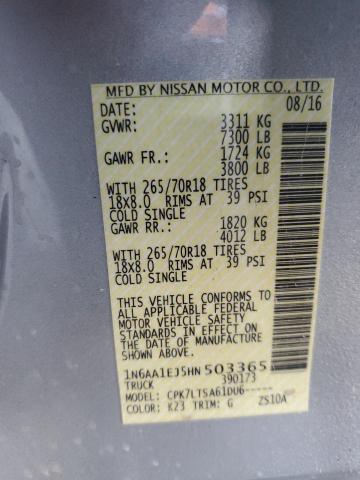 MFD BY NISSAN MOTOR CO., LTD.
DATE: 08/16
GVWR: 3311 KG
7300 LB
GAWR FR.: 1724 KG
3800 LB
WITH 265/70R18 TIRES
18x8.0 RIMS AT 39 PSI
COLD SINGLE
GAWR RR.: 1820 KG
4012 LB
WITH 265/70R18 TIRES
18x8.0 RIMS AT 39 PSI
COLD SINGLE
THIS VEHICLE CONFORMS TO
ALL APPLICABLE FEDERAL
MOTOR VEHICLE SAFETY
STANDARDS IN EFFECT ON
THE DATE OF MANUFACTURE
SHOWN ABOVE.
1N6AA1EJ5HN503365
TRUCK 390173
MODEL: CPK7LTSA61DU6-----
COLOR: K23 TRIM: G ZS10A